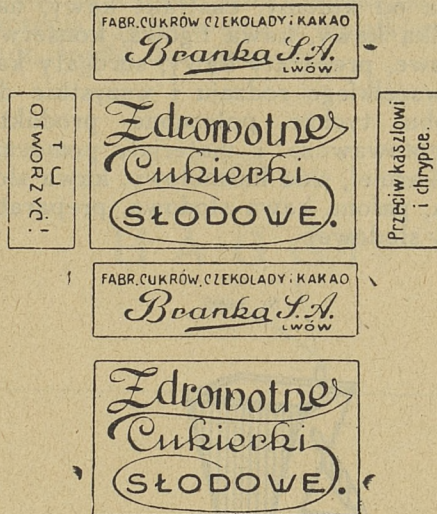 FABR.CUKRÓW CZEKOLADY i KAKAO
Branka S.A.
LWÓW
TU
OTWORZYĆ!
Zdrowotne
Cukierki
SŁODOWE.
Przeciw kaszlowi
i chrypce.
FABR.CUKRÓW, CZEKOLADY i KAKAO
Branka S.A.
LWÓW
Zdrowotne
Cukierki
SŁODOWE.